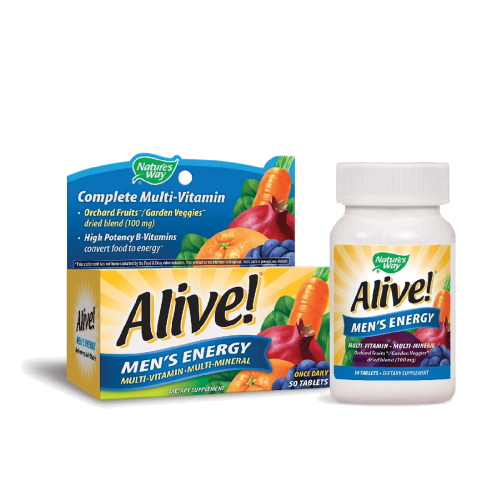 Nature's
Way
Complete Multi-Vitamin
• Orchard Fruits™/Garden Veggies™
dried blend (100 mg)
• High Potency B-Vitamins
convert food to energy*
Alive!
MEN'S ENERGY
MULTI-VITAMIN • MULTI-MINERAL
DIETARY SUPPLEMENT
ONCE DAILY
50 TABLETS
Alive!
MEN'S ENERGY
Nature's
Way
Alive!
MEN'S ENERGY
MULTI-VITAMIN • MULTI-MINERAL
Orchard Fruits™/Garden Veggies™
dried blend (100 mg)
50 TABLETS • DIETARY SUPPLEMENT